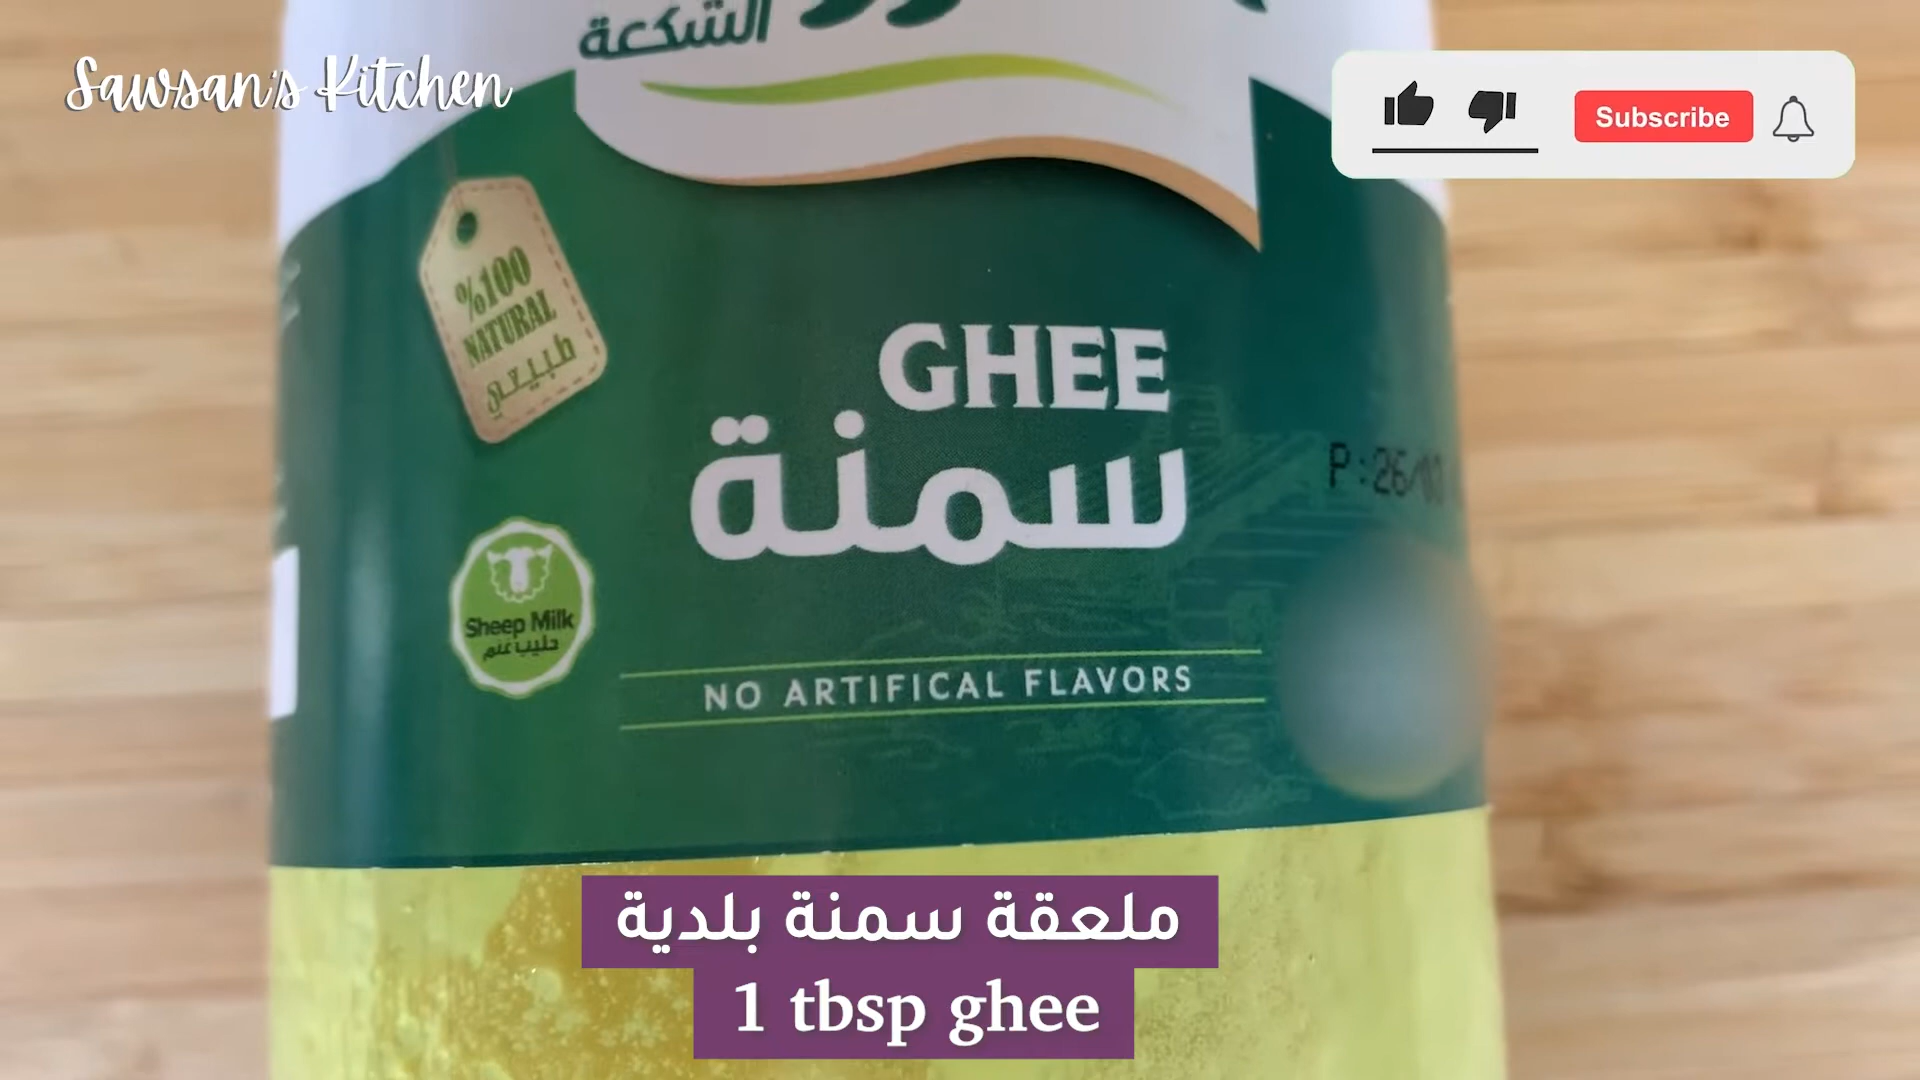 الشكعة
Sawsan's Kitchen
Subscribe
%100
NATURAL
طبيعي
GHEE
سمنة
Sheep Milk
حليب غنم
NO ARTIFICAL FLAVORS
ملعقة سمنة بلدية
1 tbsp ghee